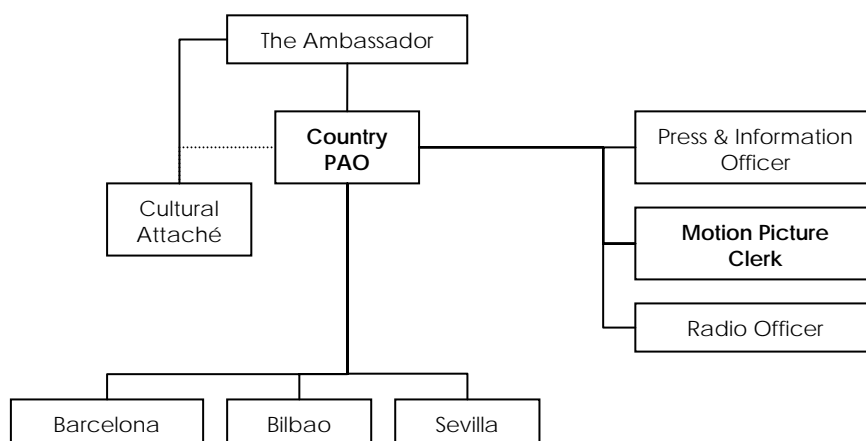 The Ambassador
Country
PAO
Press & Information
Officer
Cultural
Attaché
Motion Picture
Clerk
Radio Officer
Barcelona
Bilbao
Sevilla